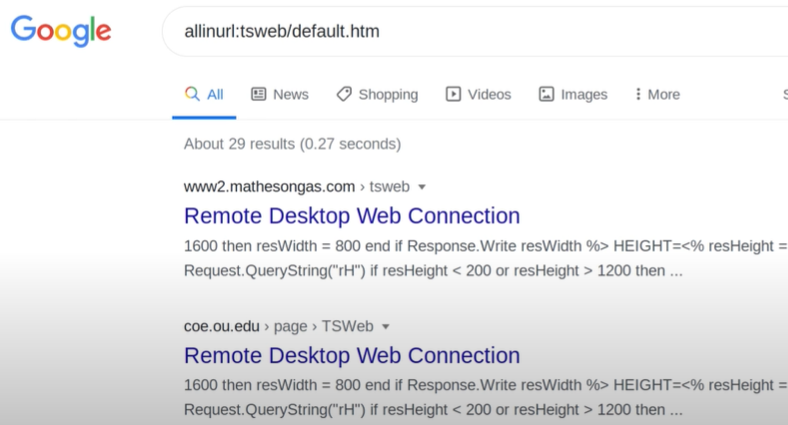 Google
allinurl:tsweb/default.htm
All News Shopping Videos Images More
About 29 results (0.27 seconds)
www2.mathesongas.com › tsweb
Remote Desktop Web Connection
1600 then resWidth = 800 end if Response.Write resWidth %> HEIGHT=<% resHeight =
Request.QueryString("rH") if resHeight < 200 or resHeight > 1200 then ...
coe.ou.edu › page › TSWeb
Remote Desktop Web Connection
1600 then resWidth = 800 end if Response.Write resWidth %> HEIGHT=<% resHeight =
Request.QueryString("rH") if resHeight < 200 or resHeight > 1200 then ...